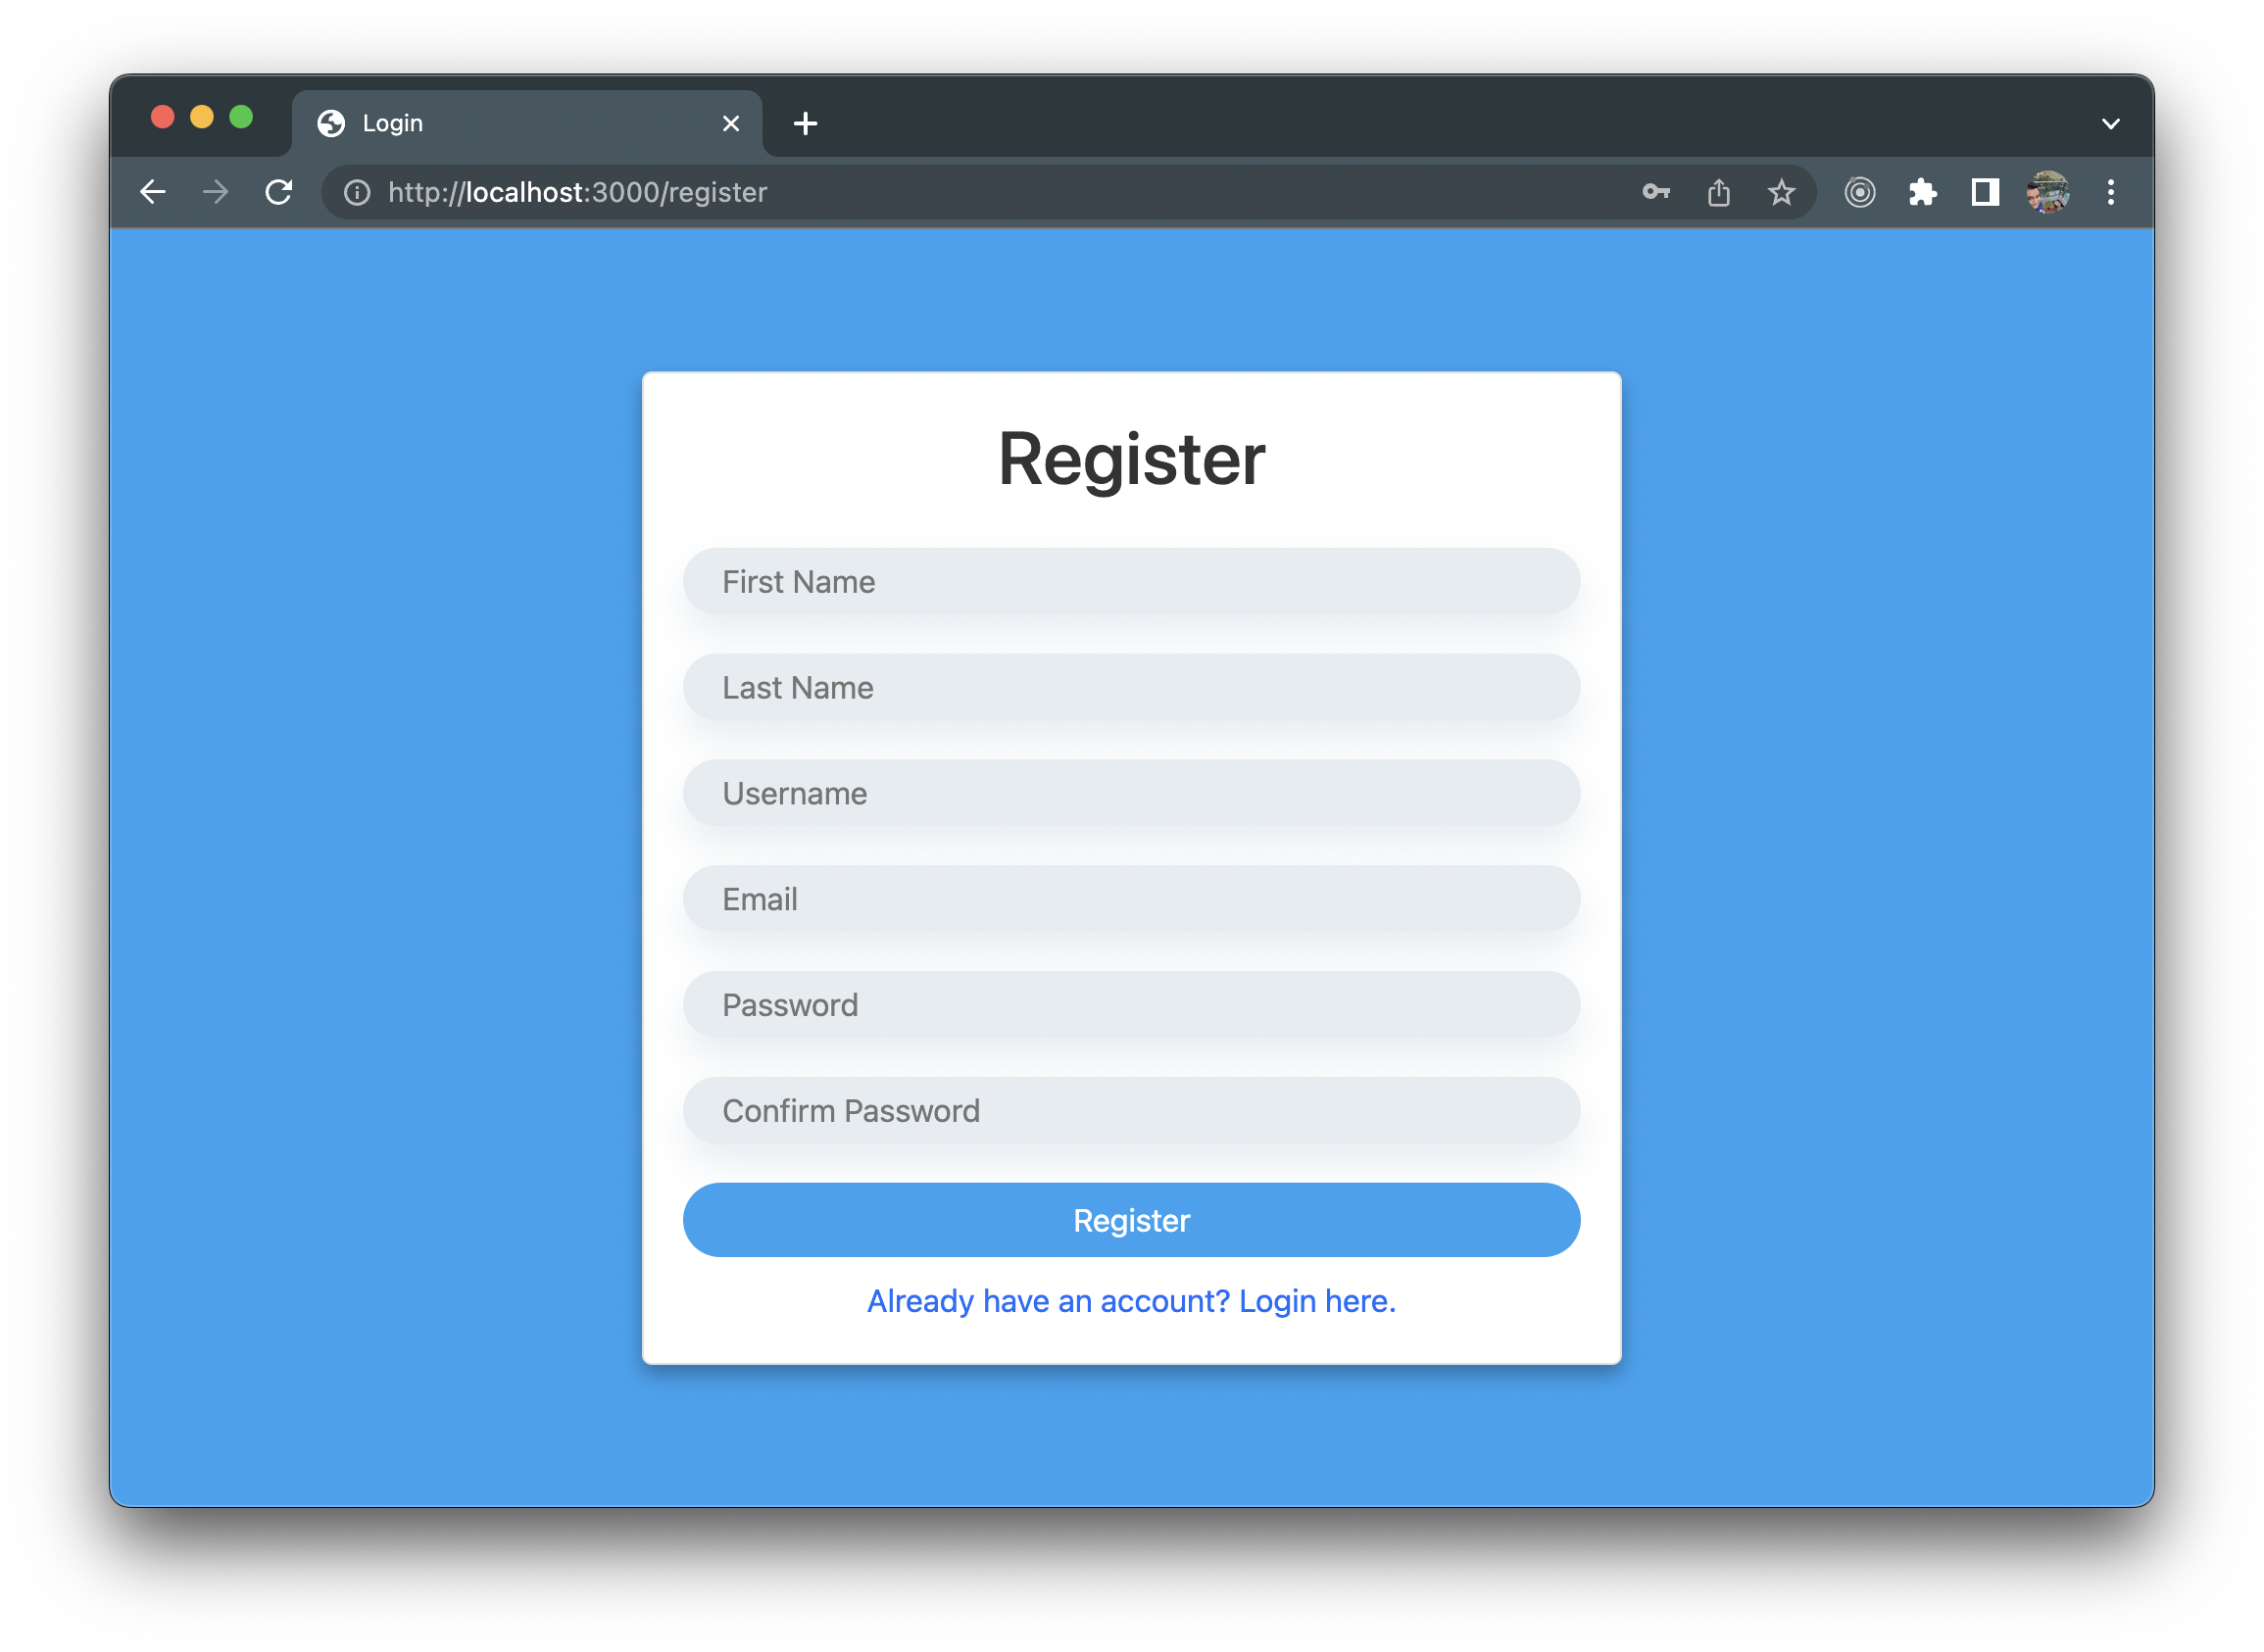 Login
http://localhost:3000/register
Register
First Name
Last Name
Username
Email
Password
Confirm Password
Register
Already have an account? Login here.